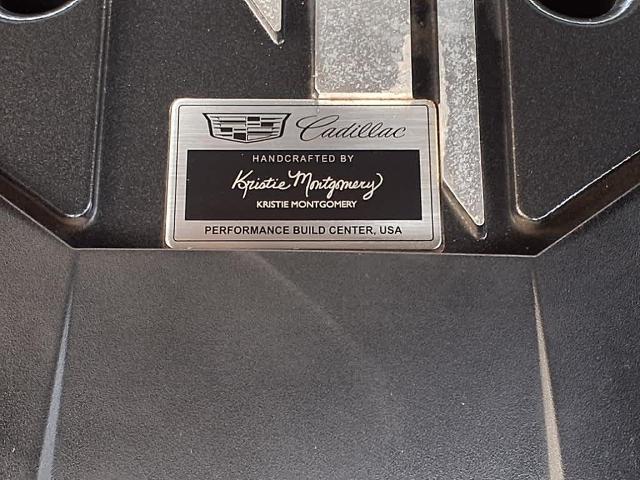 Cadillac
HANDCRAFTED BY
Kristie Montgomery
KRISTIE MONTGOMERY
PERFORMANCE BUILD CENTER, USA